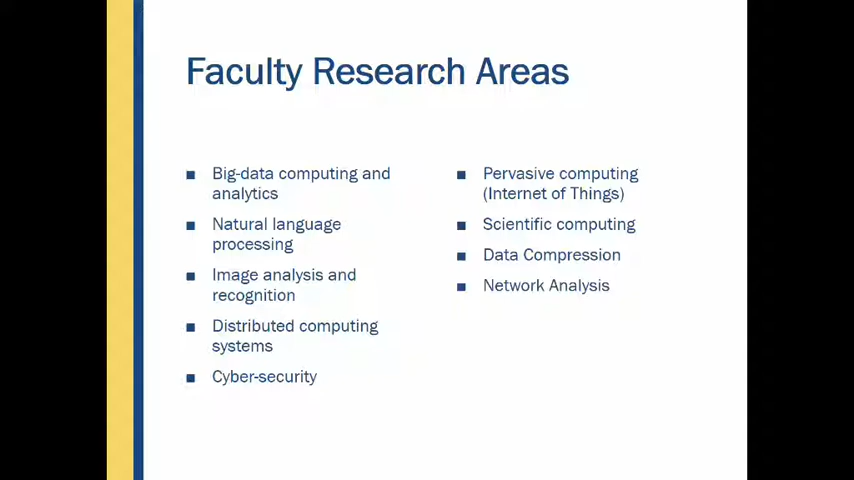 Faculty Research Areas
Big-data computing and
analytics
Natural language
processing
Image analysis and
recognition
Distributed computing
systems
Cyber-security
Pervasive computing
(Internet of Things)
Scientific computing
Data Compression
Network Analysis